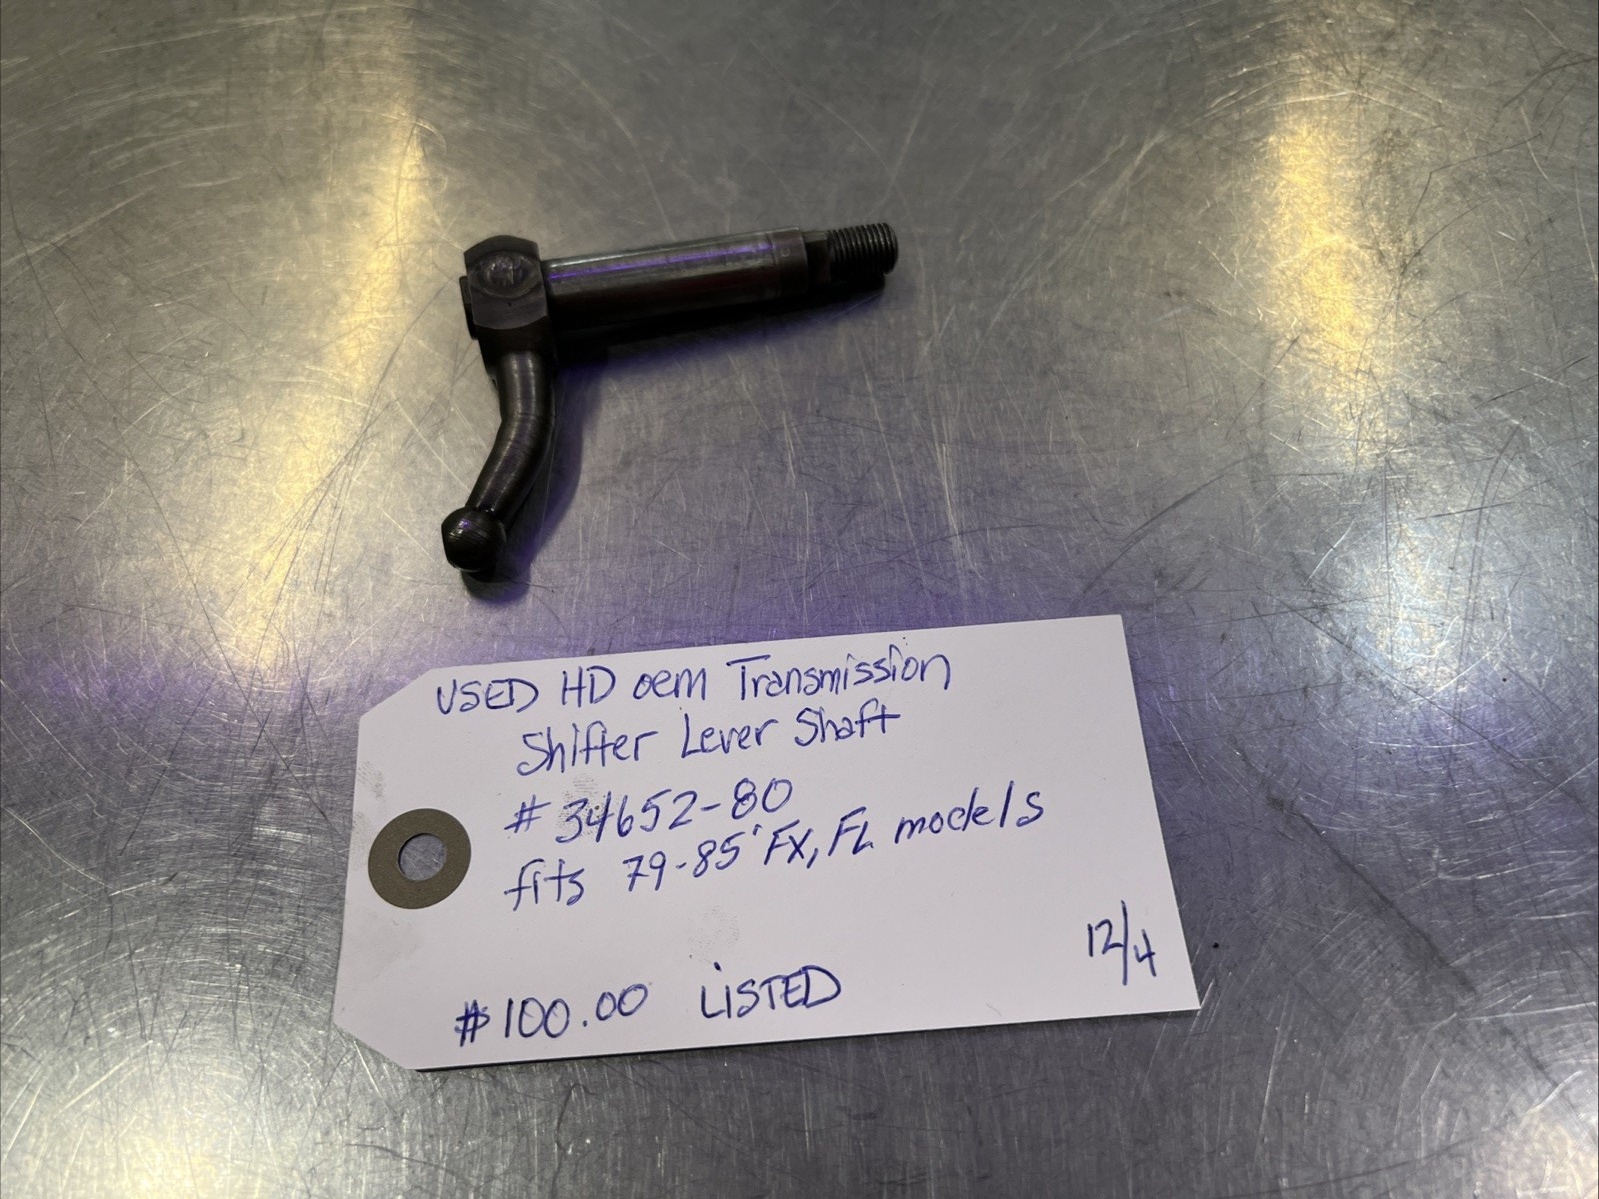 USED HD oem Transmission
Shifter Lever Shaft
# 34652-80
fits 79-85' FX, FL models
12/4
$100.00 LISTED